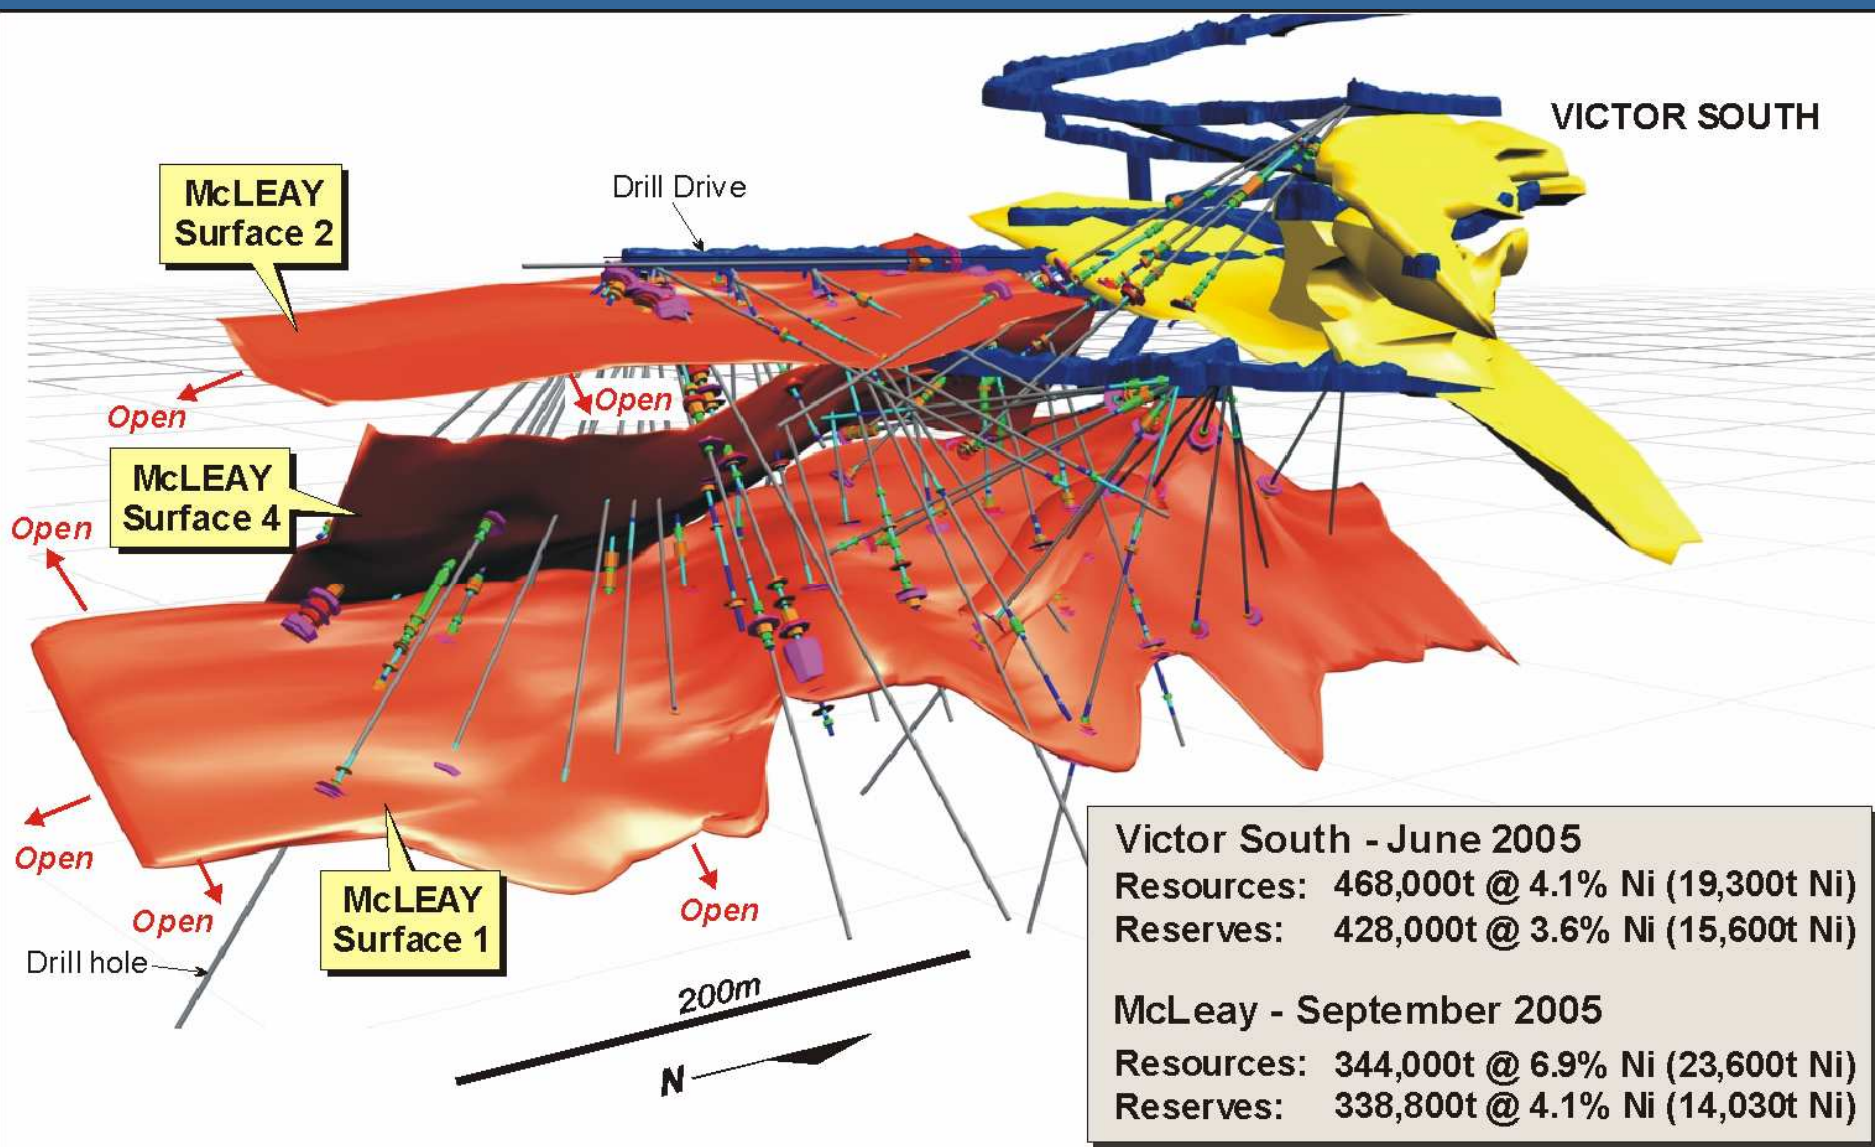 VICTOR SOUTH
McLEAY
Surface 2
Drill Drive
Open
Open
McLEAY
Surface 4
Open
Open
Open
McLEAY
Surface 1
Open
Drill hole
200m
N
Victor South - June 2005
Resources: 468,000t @ 4.1% Ni (19,300t Ni)
Reserves: 428,000t @ 3.6% Ni (15,600t Ni)
McLeay - September 2005
Resources: 344,000t @ 6.9% Ni (23,600t Ni)
Reserves: 338,800t @ 4.1% Ni (14,030t Ni)